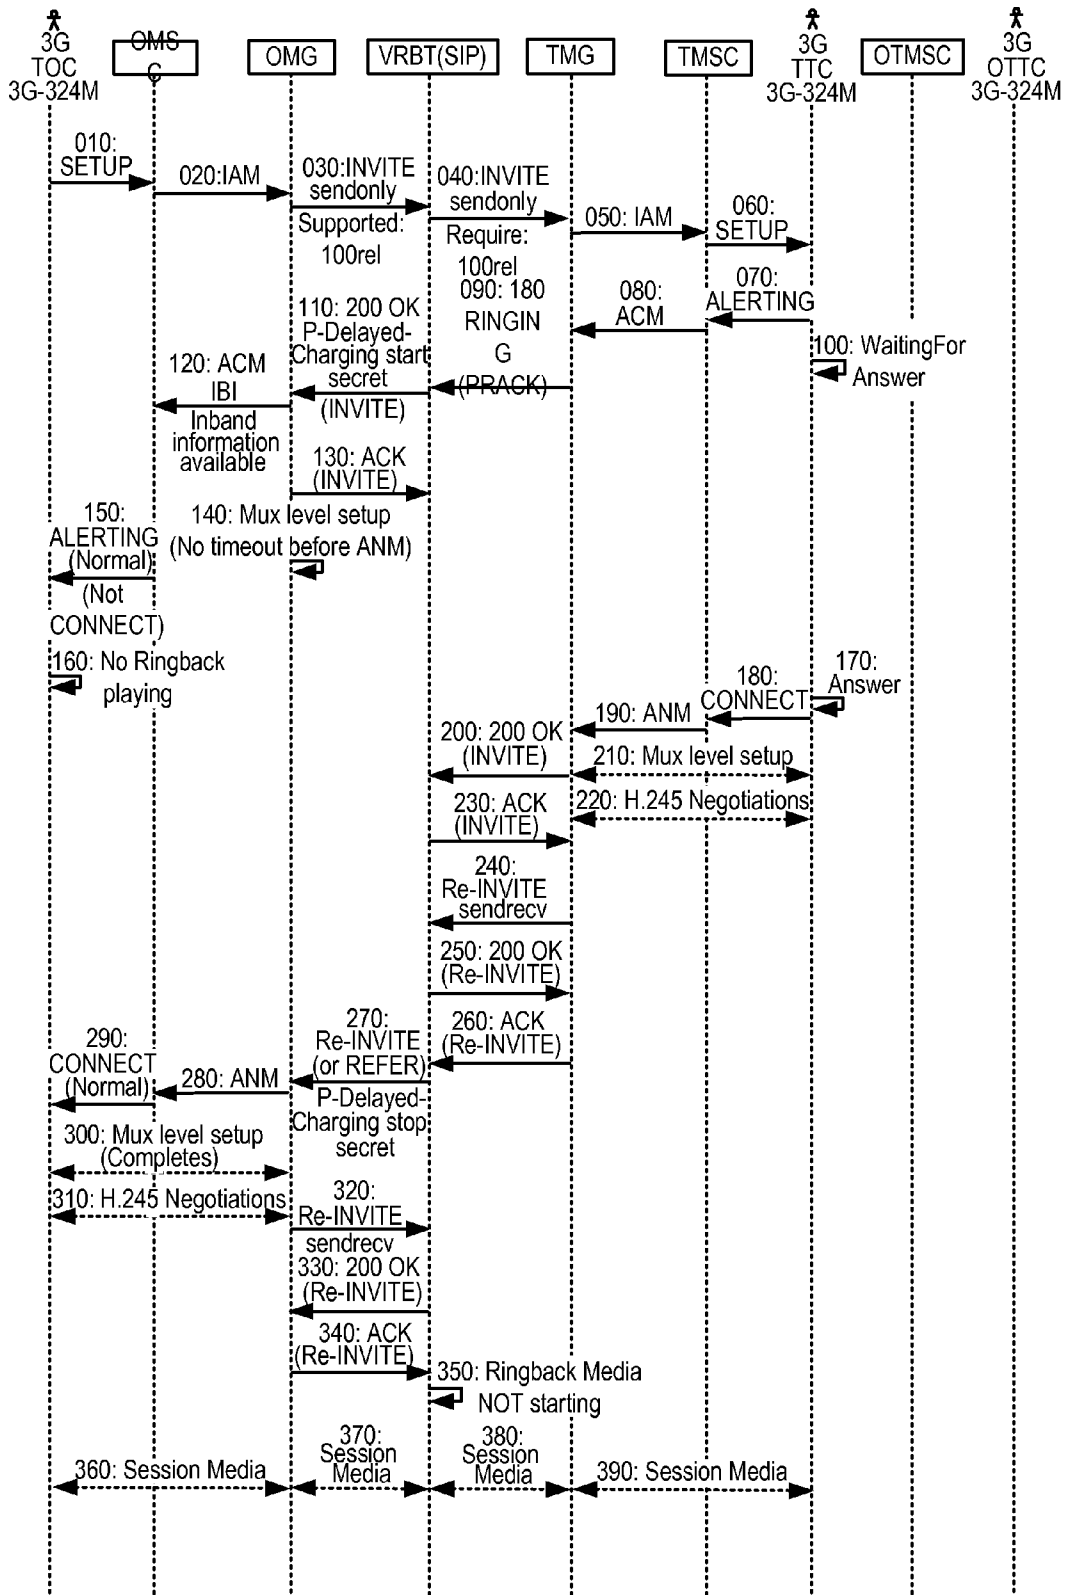 3G
TOC
3G-324M
OMS
C
OMG
VRBT(SIP)
TMG
TMSC
3G
TTC
3G-324M
OTMSC
3G
OTTC
3G-324M
010:
SETUP
020:IAM
030:INVITE
sendonly
Supported:
100rel
040:INVITE
sendonly
Require:
100rel
050: IAM
060:
SETUP
070:
ALERTING
080:
ACM
090: 180
RINGIN
G
(PRACK)
100: WaitingFor
Answer
110: 200 OK
P-Delayed-
Charging start
secret
(INVITE)
120: ACM
IBI
Inband
information
available
130: ACK
(INVITE)
140: Mux level setup
(No timeout before ANM)
150:
ALERTING
(Normal)
(Not
CONNECT)
160: No Ringback
playing
170:
Answer
180:
CONNECT
190: ANM
200: 200 OK
(INVITE)
210: Mux level setup
220: H.245 Negotiations
230: ACK
(INVITE)
240:
Re-INVITE
sendrecv
250: 200 OK
(Re-INVITE)
260: ACK
(Re-INVITE)
270:
Re-INVITE
(or REFER)
P-Delayed-
Charging stop
secret
280: ANM
290:
CONNECT
(Normal)
300: Mux level setup
(Completes)
310: H.245 Negotiations
320:
Re-INVITE
sendrecv
330: 200 OK
(Re-INVITE)
340: ACK
(Re-INVITE)
350: Ringback Media
NOT starting
360: Session Media
370:
Session
Media
380:
Session
Media
390: Session Media